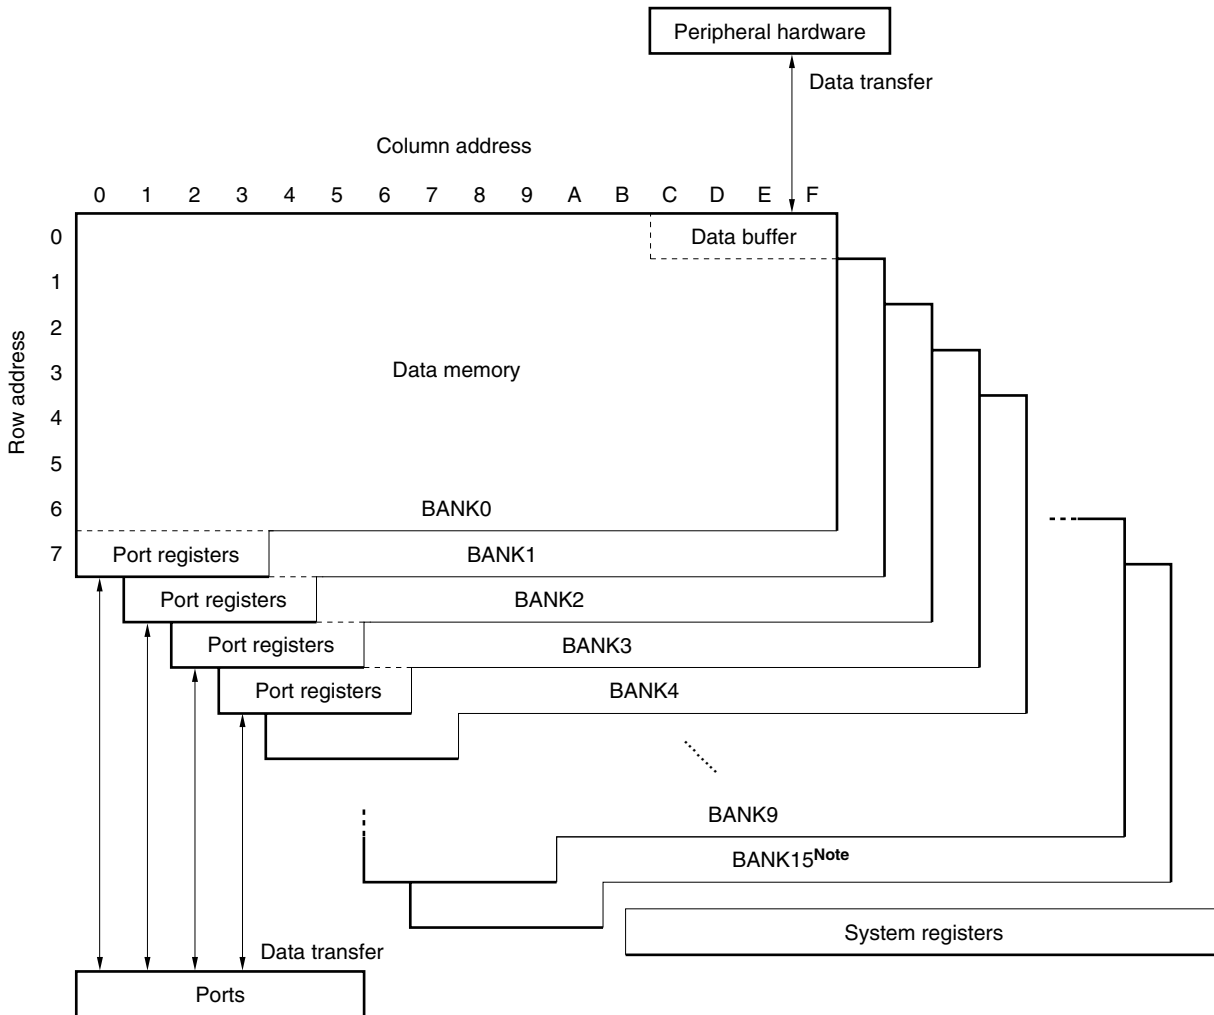 Peripheral hardware
Data transfer
Column address
0 1 2 3 4 5 6 7 8 9 A B C D E F
Row address
0
Data buffer
1
2
3
Data memory
4
5
6
BANK0
7
Port registers
BANK1
Port registers
BANK2
Port registers
BANK3
Port registers
BANK4
BANK9
BANK15Note
System registers
Data transfer
Ports